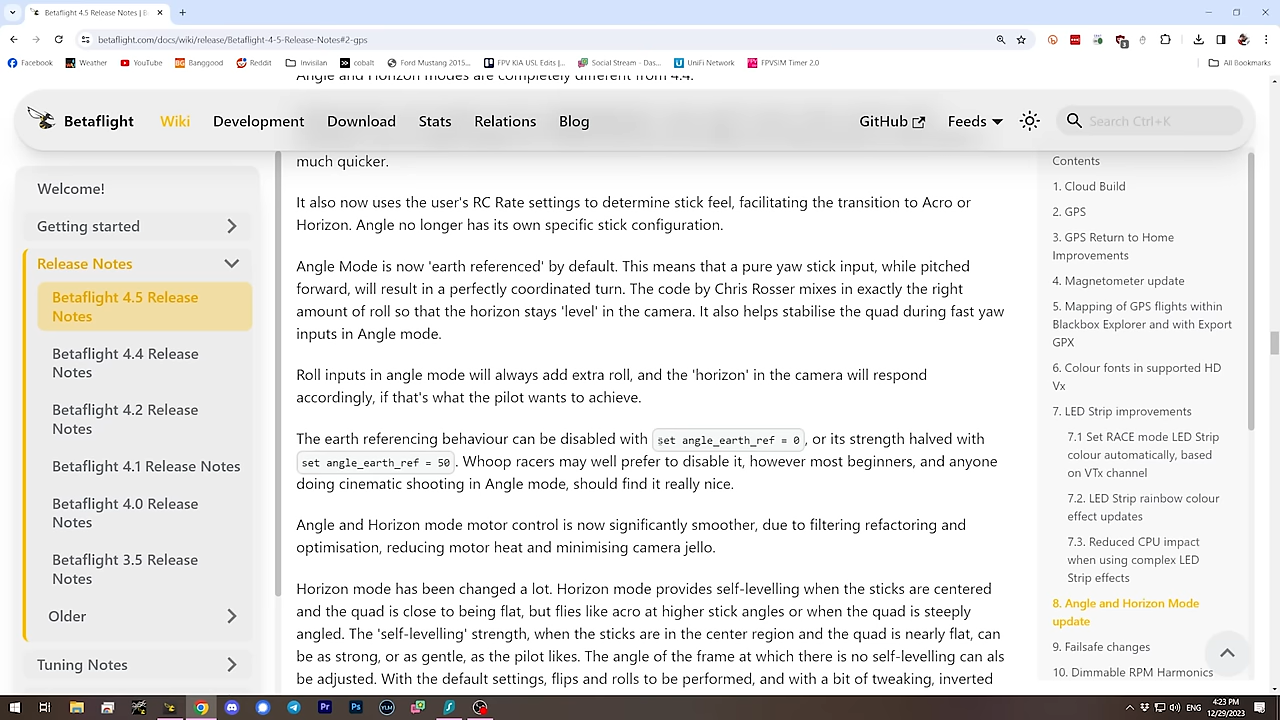 Betaflight 4.5 Release Notes | B
betaflight.com/docs/wiki/release/Betaflight-4-5-Release-Notes#2-gps
Facebook
Weather
YouTube
Banggood
Reddit
Invisilan
cobalt
Ford Mustang 2015...
FPV KIA USL Edits |...
Social Stream - Das...
UniFi Network
FPVSIM Timer 2.0
All Bookmarks
Angle and Horizon modes are completely different from 4.4.
Betaflight
Wiki
Development
Download
Stats
Relations
Blog
GitHub
Feeds
Search Ctrl+K
Welcome!
Getting started
Release Notes
Betaflight 4.5 Release
Notes
Betaflight 4.4 Release
Notes
Betaflight 4.2 Release
Notes
Betaflight 4.1 Release Notes
Betaflight 4.0 Release
Notes
Betaflight 3.5 Release
Notes
Older
Tuning Notes
much quicker.
It also now uses the user's RC Rate settings to determine stick feel, facilitating the transition to Acro or
Horizon. Angle no longer has its own specific stick configuration.
Angle Mode is now 'earth referenced' by default. This means that a pure yaw stick input, while pitched
forward, will result in a perfectly coordinated turn. The code by Chris Rosser mixes in exactly the right
amount of roll so that the horizon stays 'level' in the camera. It also helps stabilise the quad during fast yaw
inputs in Angle mode.
Roll inputs in angle mode will always add extra roll, and the 'horizon' in the camera will respond
accordingly, if that's what the pilot wants to achieve.
The earth referencing behaviour can be disabled with set angle_earth_ref = 0, or its strength halved with
set angle_earth_ref = 50. Whoop racers may well prefer to disable it, however most beginners, and anyone
doing cinematic shooting in Angle mode, should find it really nice.
Angle and Horizon mode motor control is now significantly smoother, due to filtering refactoring and
optimisation, reducing motor heat and minimising camera jello.
Horizon mode has been changed a lot. Horizon mode provides self-levelling when the sticks are centered
and the quad is close to being flat, but flies like acro at higher stick angles or when the quad is steeply
angled. The 'self-levelling' strength, when the sticks are in the center region and the quad is nearly flat, can
be as strong, or as gentle, as the pilot likes. The angle of the frame at which there is no self-levelling can als
be adjusted. With the default settings, flips and rolls to be performed, and with a bit of tweaking, inverted
Contents
1. Cloud Build
2. GPS
3. GPS Return to Home
Improvements
4. Magnetometer update
5. Mapping of GPS flights within
Blackbox Explorer and with Export
GPX
6. Colour fonts in supported HD
Vx
7. LED Strip improvements
7.1 Set RACE mode LED Strip
colour automatically, based
on VTx channel
7.2. LED Strip rainbow colour
effect updates
7.3. Reduced CPU impact
when using complex LED
Strip effects
8. Angle and Horizon Mode
update
9. Failsafe changes
10. Dimmable RPM Harmonics
ENG
4:23 PM
12/29/2023